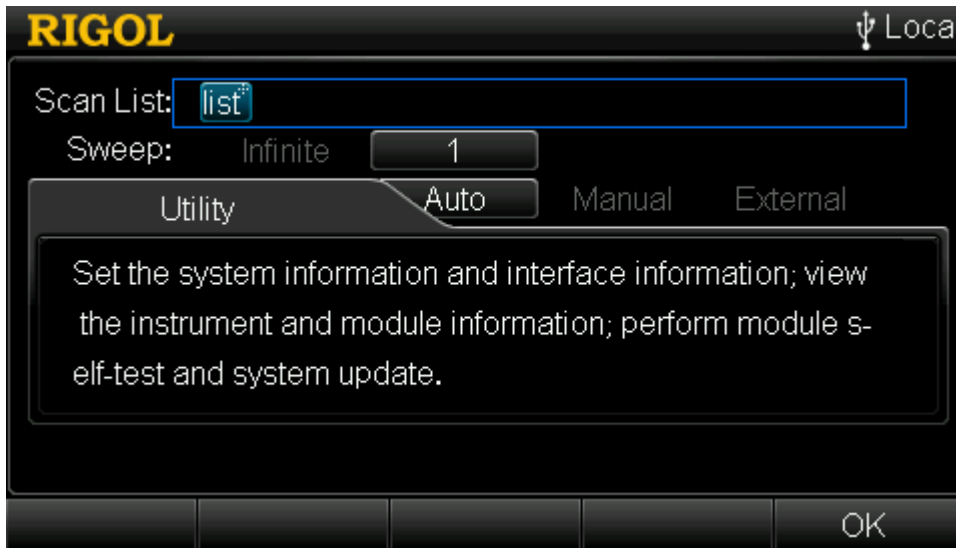 RIGOL Loca
Scan List: list
Sweep: Infinite 1
Utility Auto Manual External
Set the system information and interface information; view
the instrument and module information; perform module s-
elf-test and system update.
OK